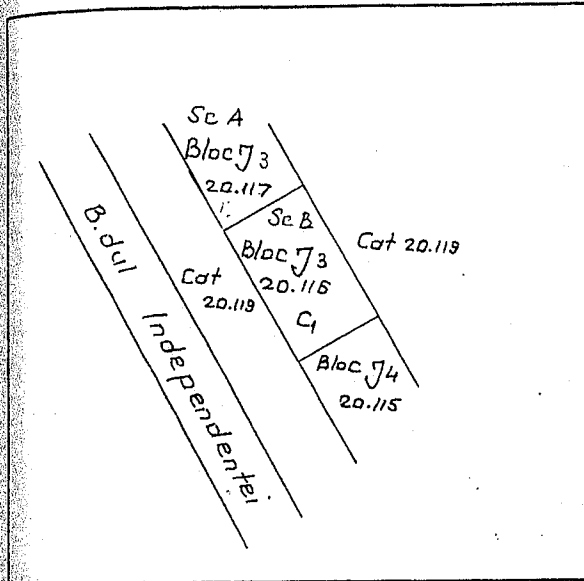 Sc A
Bloc J3
20.117
Sc B
Bloc J3
20.116
C1
Cat 20.119
Cat
20.119
Bloc J4
20.115
B.dul Independentei